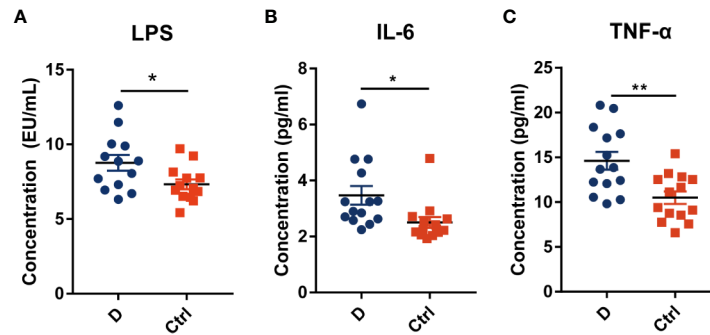 A
LPS
Concentration (EU/mL)
15
10
5
0
*
D
Ctrl
B
IL-6
Concentration (pg/ml)
8
6
4
2
0
*
D
Ctrl
C
TNF-α
Concentration (pg/ml)
25
20
15
10
5
0
**
D
Ctrl